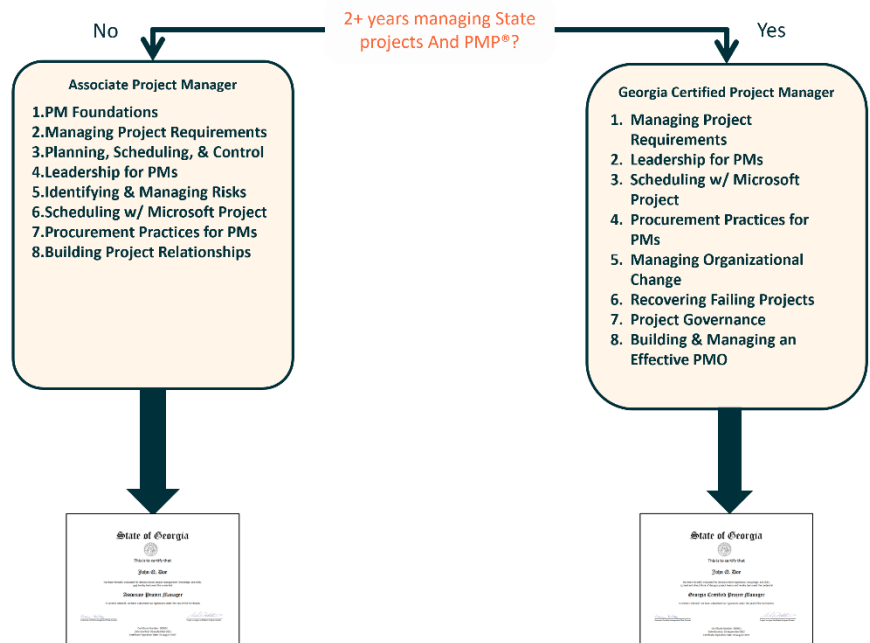 2+ years managing State
projects And PMP®?
No
Yes
Associate Project Manager
1.PM Foundations
2.Managing Project Requirements
3.Planning, Scheduling, & Control
4.Leadership for PMs
5.Identifying & Managing Risks
6.Scheduling w/ Microsoft Project
7.Procurement Practices for PMs
8.Building Project Relationships
Georgia Certified Project Manager
1. Managing Project
Requirements
2. Leadership for PMs
3. Scheduling w/ Microsoft
Project
4. Procurement Practices for
PMs
5. Managing Organizational
Change
6. Recovering Failing Projects
7. Project Governance
8. Building & Managing an
Effective PMO
State of Georgia
This is to certify that
John Q. Doe
Associate Project Manager
State of Georgia
This is to certify that
John Q. Doe
Georgia Certified Project Manager